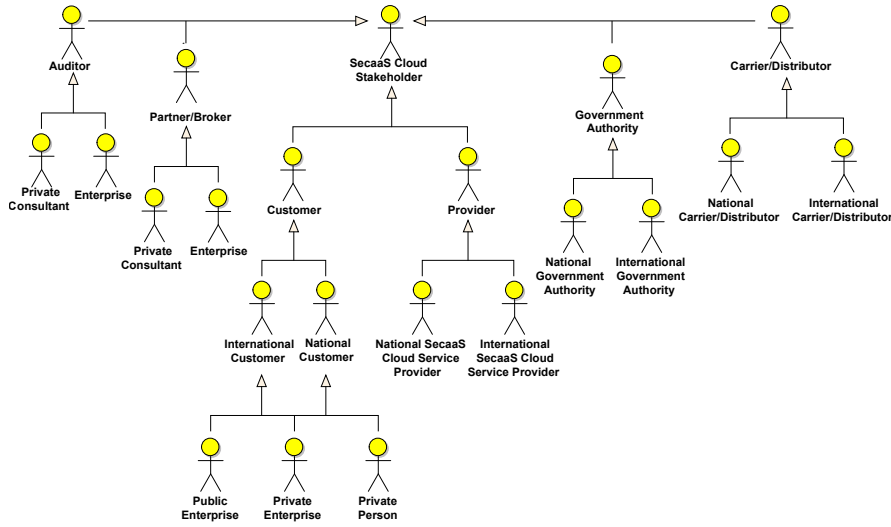 Auditor
SecaaS Cloud
Stakeholder
Carrier/Distributor
Partner/Broker
Government
Authority
Private
Consultant
Enterprise
Customer
Provider
National
Carrier/Distributor
International
Carrier/Distributor
Private
Consultant
Enterprise
National
Government
Authority
International
Government
Authority
International
Customer
National
Customer
National SecaaS
Cloud Service
Provider
International
SecaaS Cloud
Service Provider
Public
Enterprise
Private
Enterprise
Private
Person